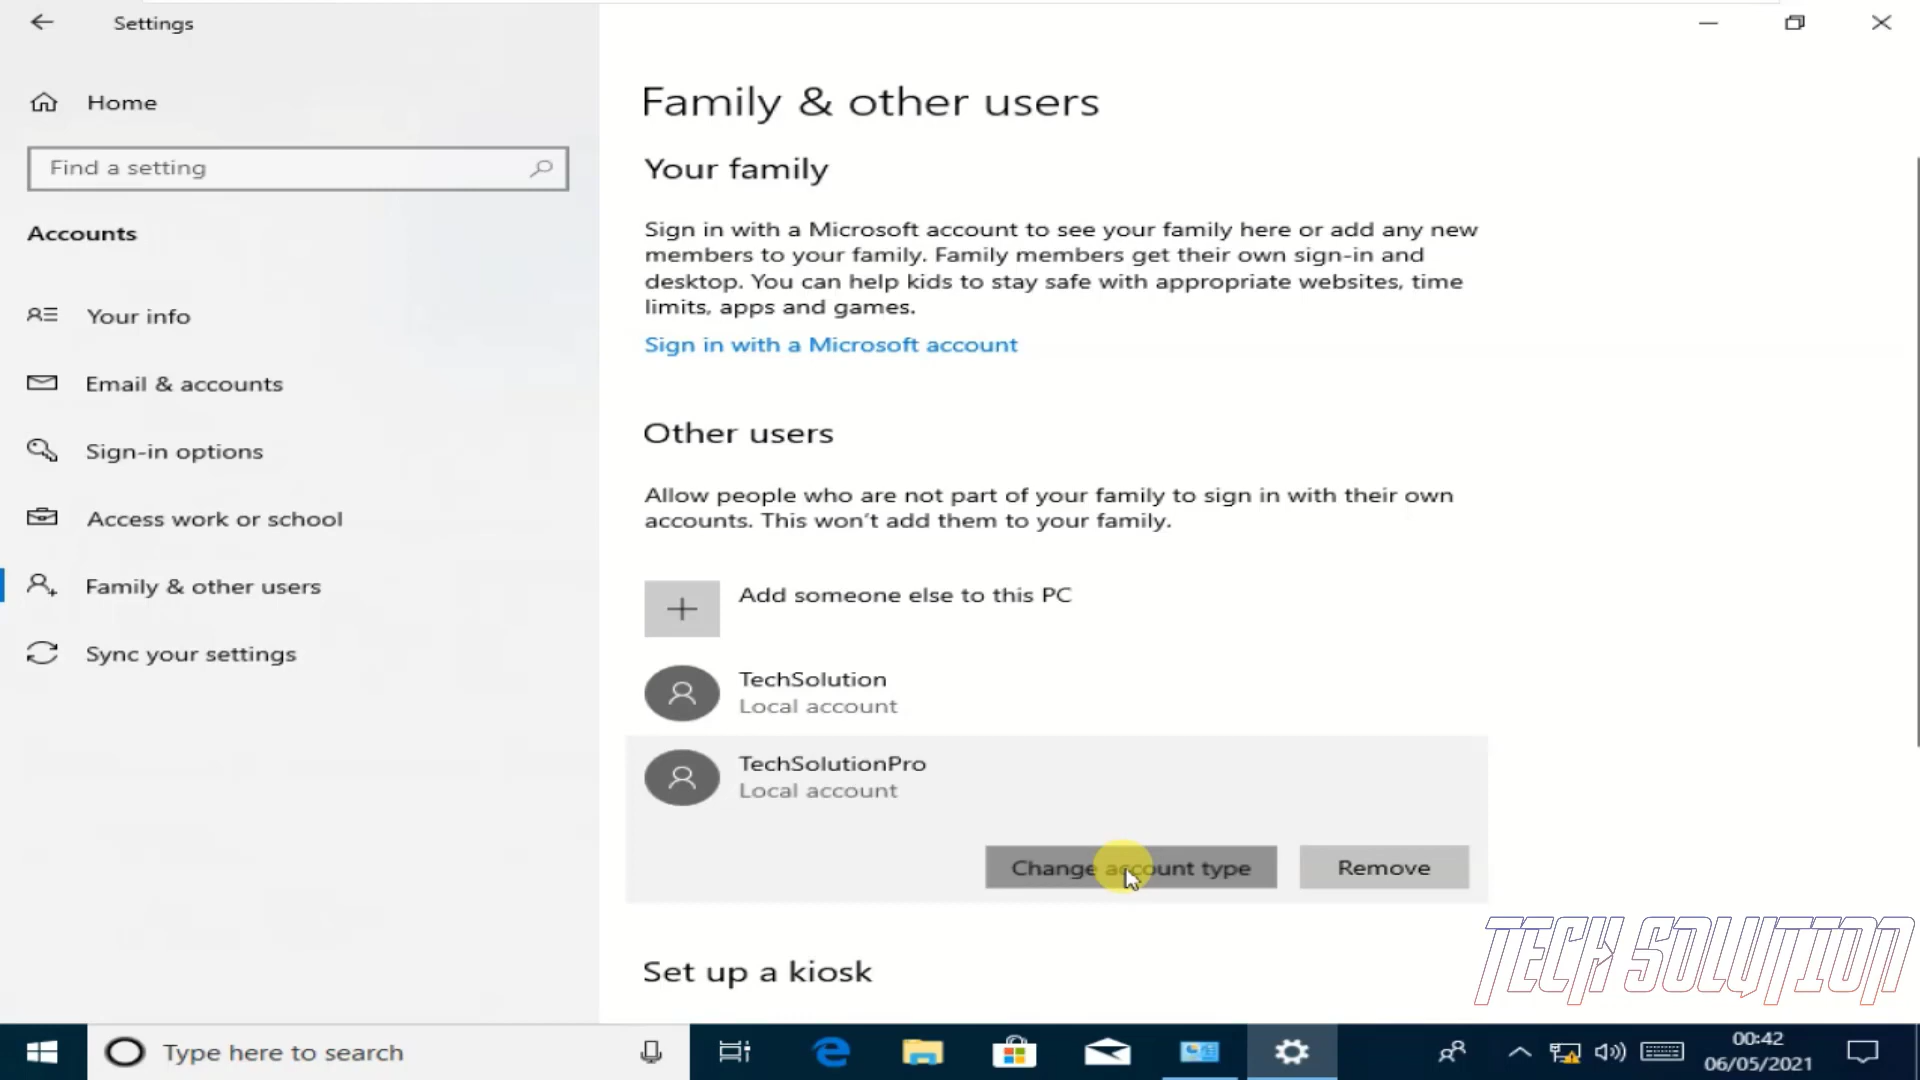 Settings
Home
Find a setting
Accounts
Your info
Email & accounts
Sign-in options
Access work or school
Family & other users
Sync your settings
Family & other users
Your family
Sign in with a Microsoft account to see your family here or add any new
members to your family. Family members get their own sign-in and
desktop. You can help kids to stay safe with appropriate websites, time
limits, apps and games.
Sign in with a Microsoft account
Other users
Allow people who are not part of your family to sign in with their own
accounts. This won't add them to your family.
Add someone else to this PC
TechSolution
Local account
TechSolutionPro
Local account
Change account type
Remove
Set up a kiosk
TECH SOLUTION
Type here to search
00:42
06/05/2021